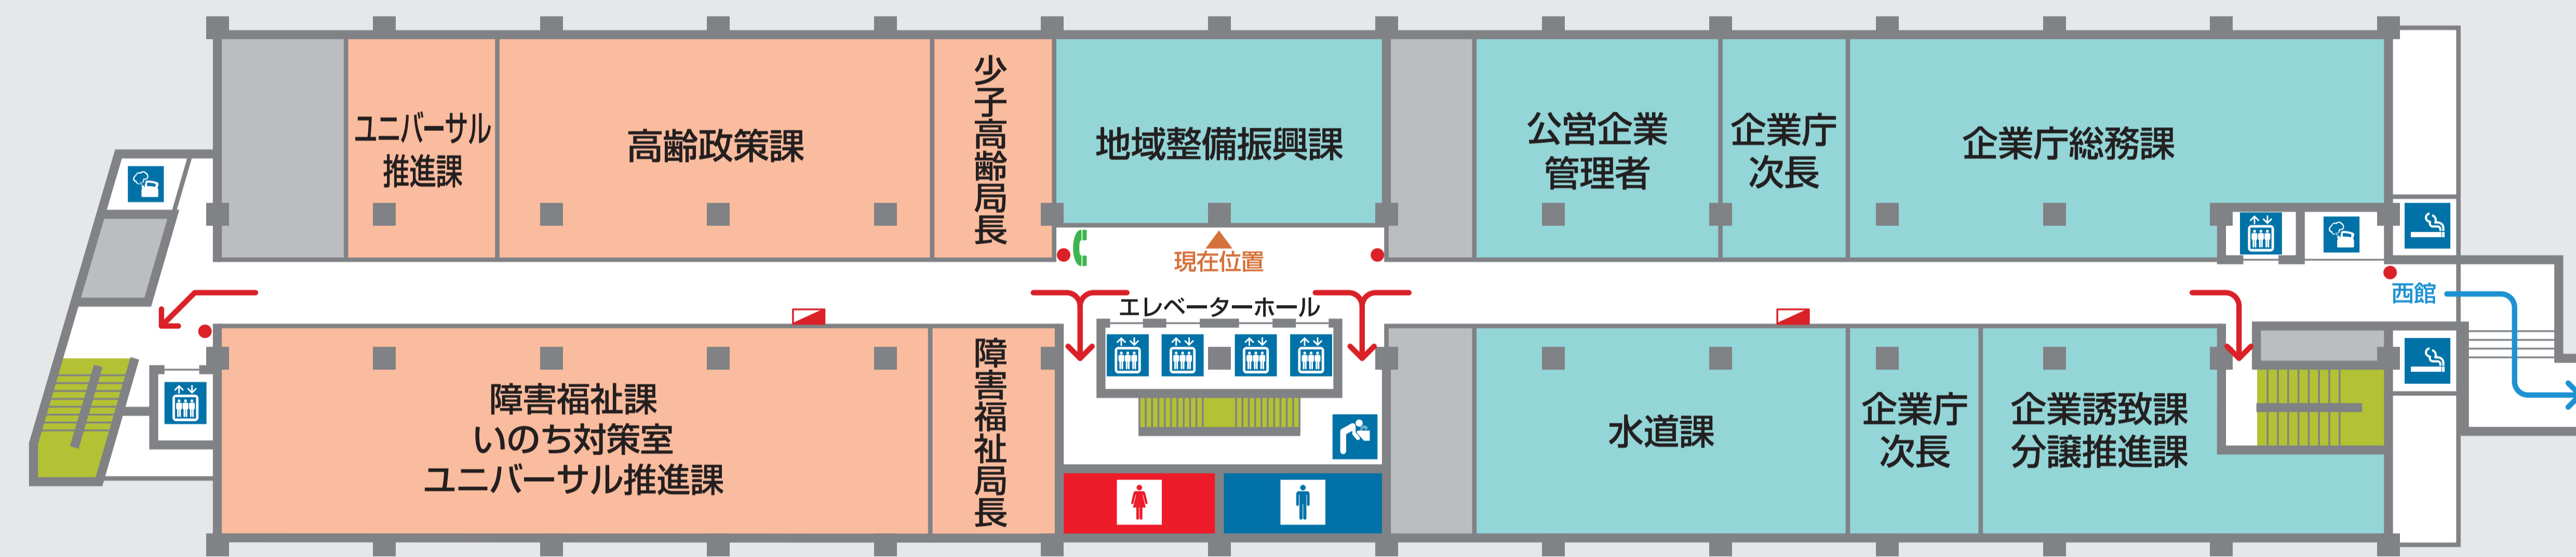 ユニバーサル
推進課
高齢政策課
少子高齢局長
地域整備振興課
公営企業
管理者
企業庁
次長
企業庁総務課
現在位置
エレベーターホール
西館
障害福祉課
いのち対策室
ユニバーサル推進課
障害福祉局長
水道課
企業庁
次長
企業誘致課
分譲推進課